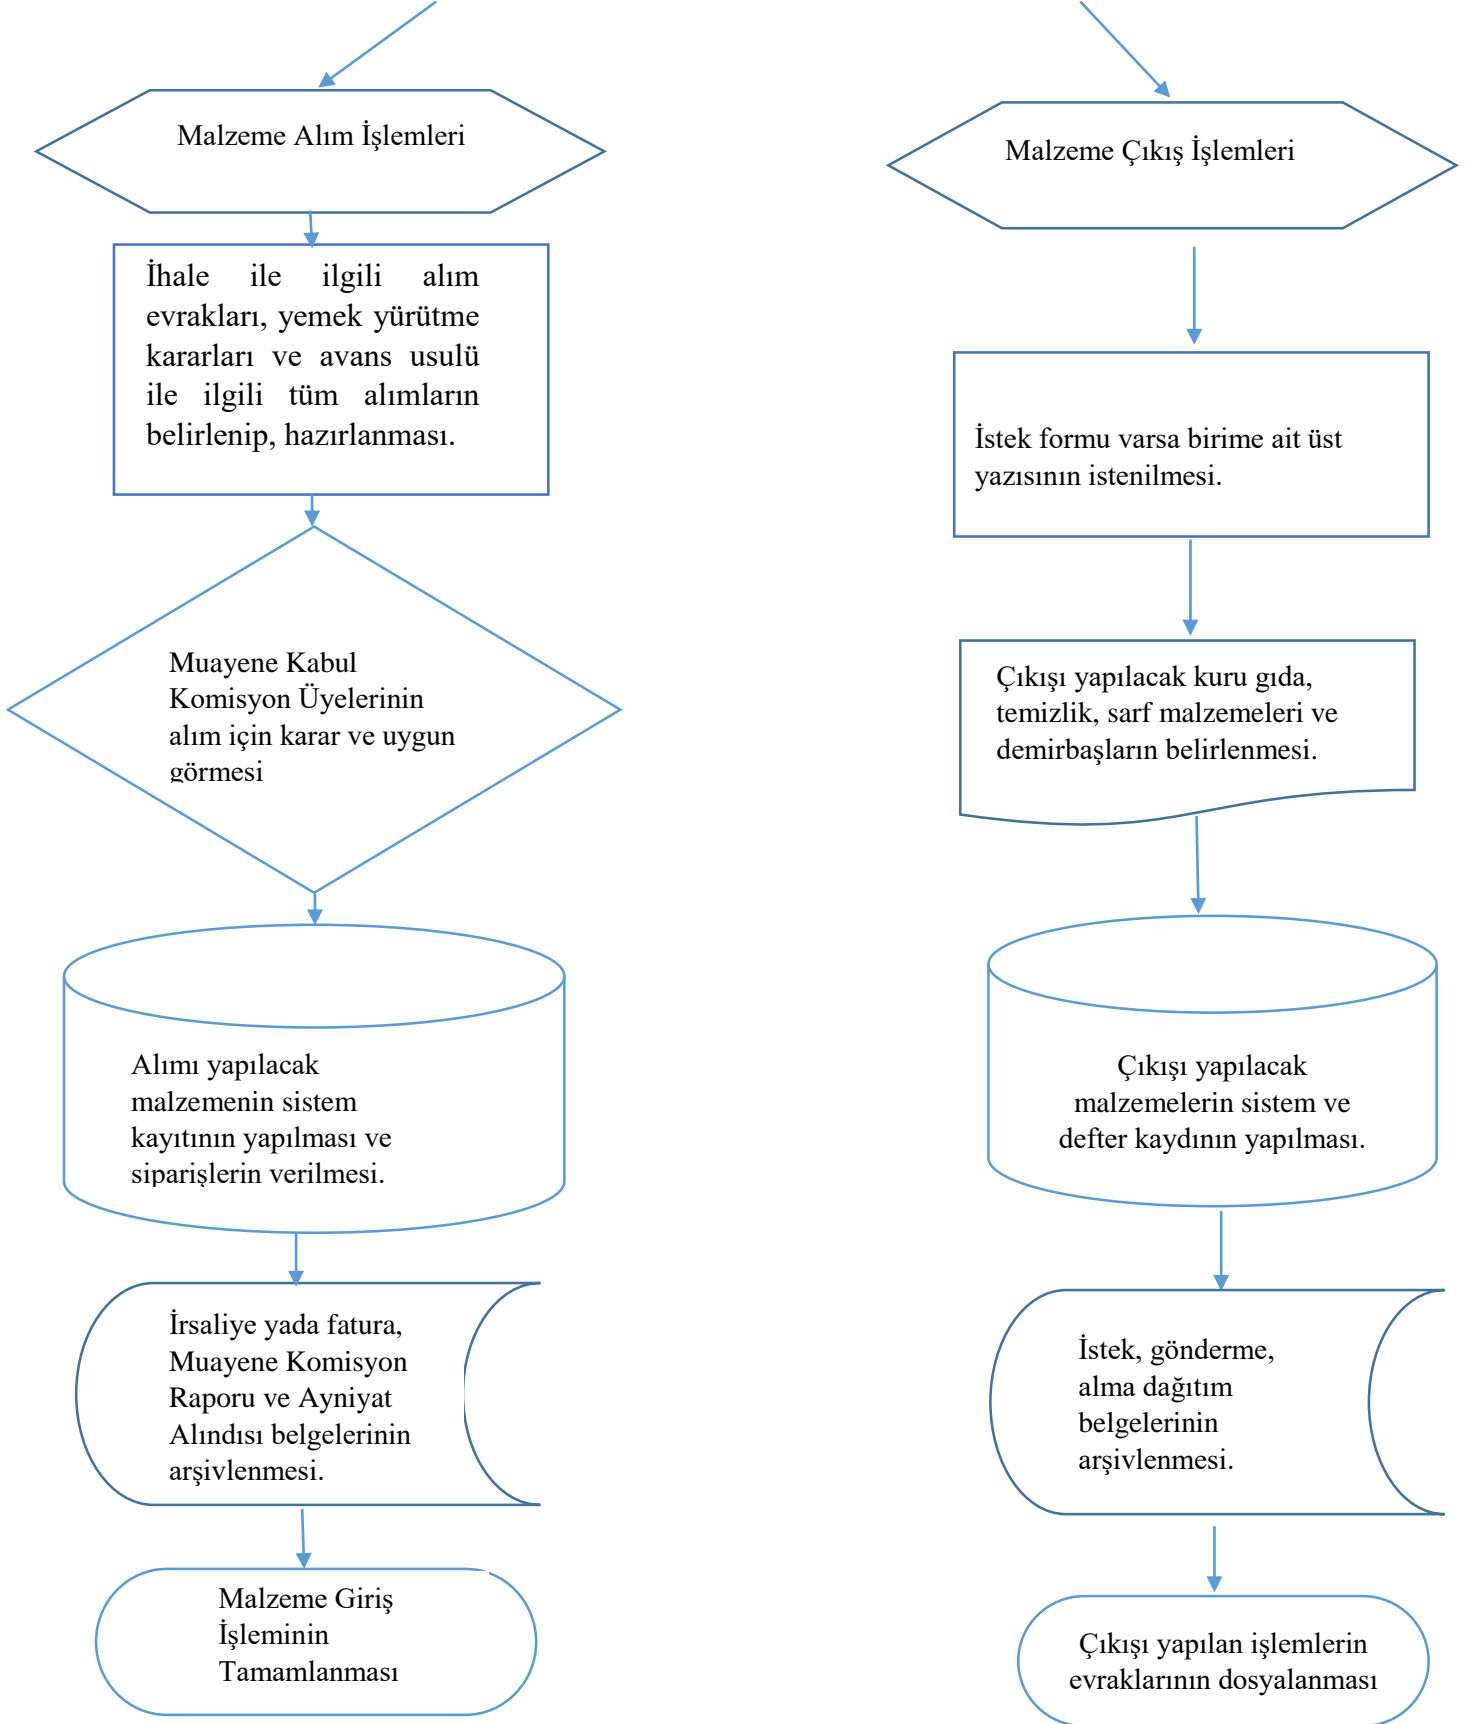 Malzeme Alım İşlemleri
İhale ile ilgili alım
evrakları, yemek yürütme
kararları ve avans usulü
ile ilgili tüm alımların
belirlenip, hazırlanması.
Muayene Kabul
Komisyon Üyelerinin
alım için karar ve uygun
görmesi
Alımı yapılacak
malzemenin sistem
kayıtının yapılması ve
siparişlerin verilmesi.
İrsaliye yada fatura,
Muayene Komisyon
Raporu ve Ayniyat
Alındısı belgelerinin
arşivlenmesi.
Malzeme Giriş
İşleminin
Tamamlanması
Malzeme Çıkış İşlemleri
İstek formu varsa birime ait üst
yazısının istenilmesi.
Çıkışı yapılacak kuru gıda,
temizlik, sarf malzemeleri ve
demirbaşların belirlenmesi.
Çıkışı yapılacak
malzemelerin sistem ve
defter kaydının yapılması.
İstek, gönderme,
alma dağıtım
belgelerinin
arşivlenmesi.
Çıkışı yapılan işlemlerin
evraklarının dosyalanması